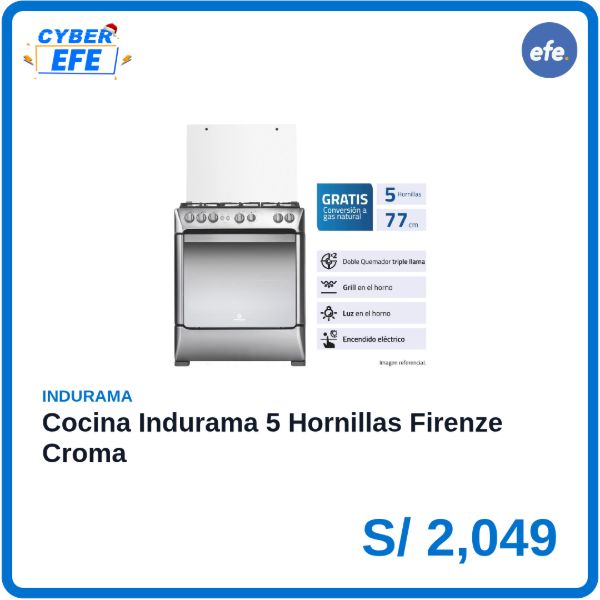 CYBER
EFE
efe.
GRATIS
Conversión a
gas natural
5 Hornillas
77 cm
Doble Quemador triple llama
Grill en el horno
Luz en el horno
Encendido eléctrico
Imagen referencial.
INDURAMA
Cocina Indurama 5 Hornillas Firenze
Croma
S/ 2,049